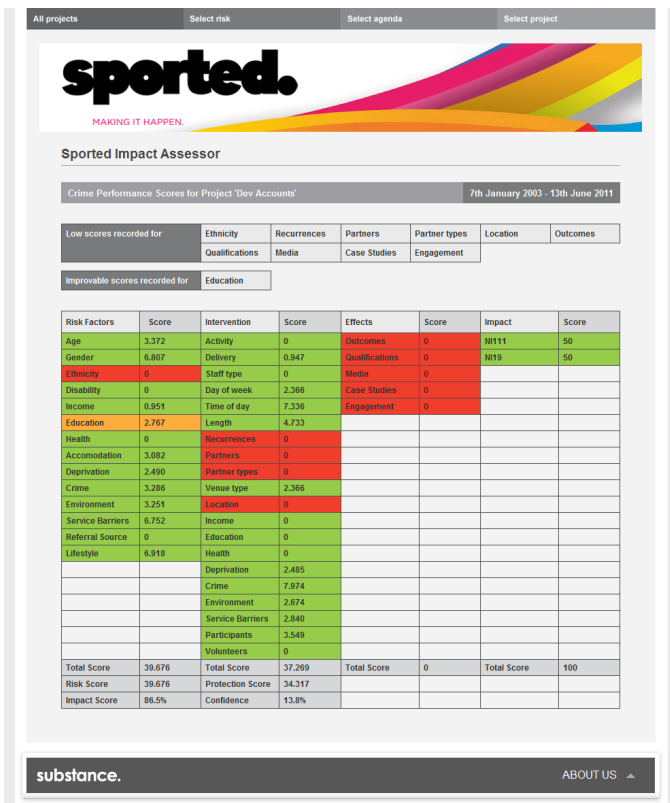 All projects Select risk Select agenda Select project
sported.
MAKING IT HAPPEN.
Sported Impact Assessor
Crime Performance Scores for Project 'Dev Accounts' 7th January 2003 - 13th June 2011
Low scores recorded for Ethnicity Recurrences Partners Partner types Location Outcomes
Qualifications Media Case Studies Engagement
Improvable scores recorded for Education
Risk Factors Score Intervention Score Effects Score Impact Score
Age 3.372 Activity 0 Outcomes 0 NI111 50
Gender 6.807 Delivery 0.947 Qualifications 0 NI19 50
Ethnicity 0 Staff type 0 Media 0
Disability 0 Day of week 2.366 Case Studies 0
Income 0.951 Time of day 7.336 Engagement 0
Education 2.767 Length 4.733
Health 0 Recurrences 0
Accomodation 3.082 Partners 0
Deprivation 2.490 Partner types 0
Crime 3.286 Venue type 2.366
Environment 3.251 Location 0
Service Barriers 6.752 Income 0
Referral Source 0 Education 0
Lifestyle 6.918 Health 0
Deprivation 2.485
Crime 7.974
Environment 2.674
Service Barriers 2.840
Participants 3.549
Volunteers 0
Total Score 39.676 Total Score 37.269 Total Score 0 Total Score 100
Risk Score 39.676 Protection Score 34.317
Impact Score 86.5% Confidence 13.8%
substance. ABOUT US